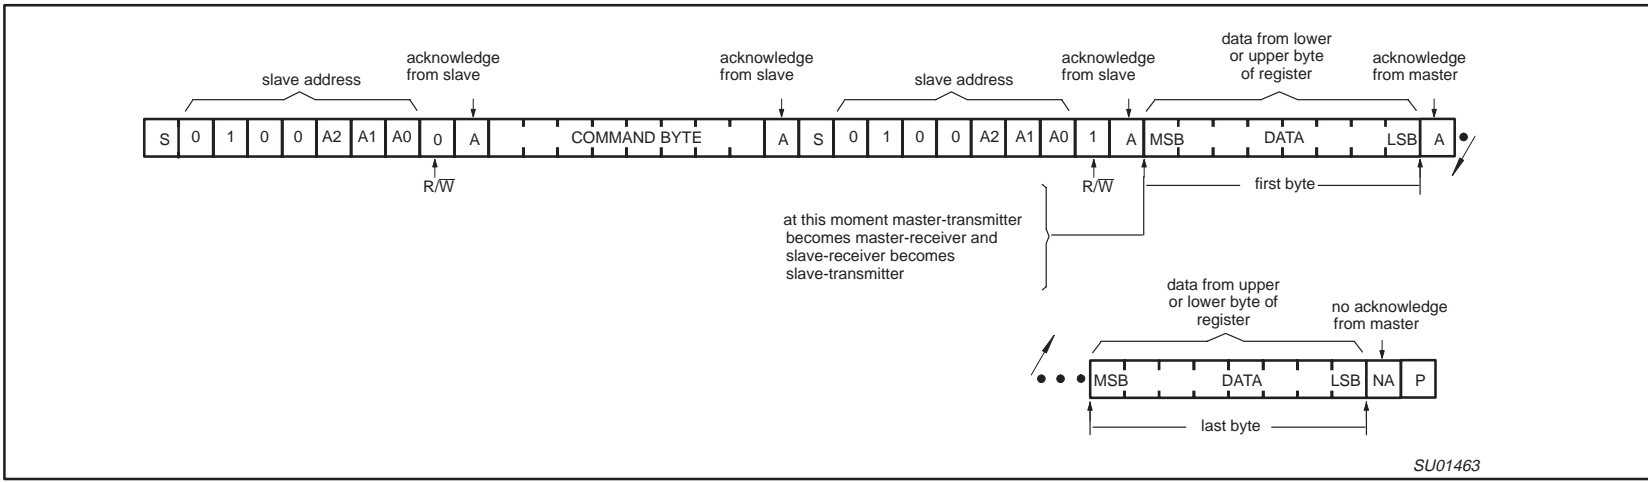 data from lower
or upper byte
of register
acknowledge
from slave
acknowledge
from slave
acknowledge
from slave
acknowledge
from master
slave address
slave address
S 0 1 0 0 A2 A1 A0 0 A COMMAND BYTE A S 0 1 0 0 A2 A1 A0 1 A MSB DATA LSB A
R/W̅
R/W̅
first byte
at this moment master-transmitter
becomes master-receiver and
slave-receiver becomes
slave-transmitter
data from upper
or lower byte of
register
no acknowledge
from master
MSB DATA LSB NA P
last byte
SU01463